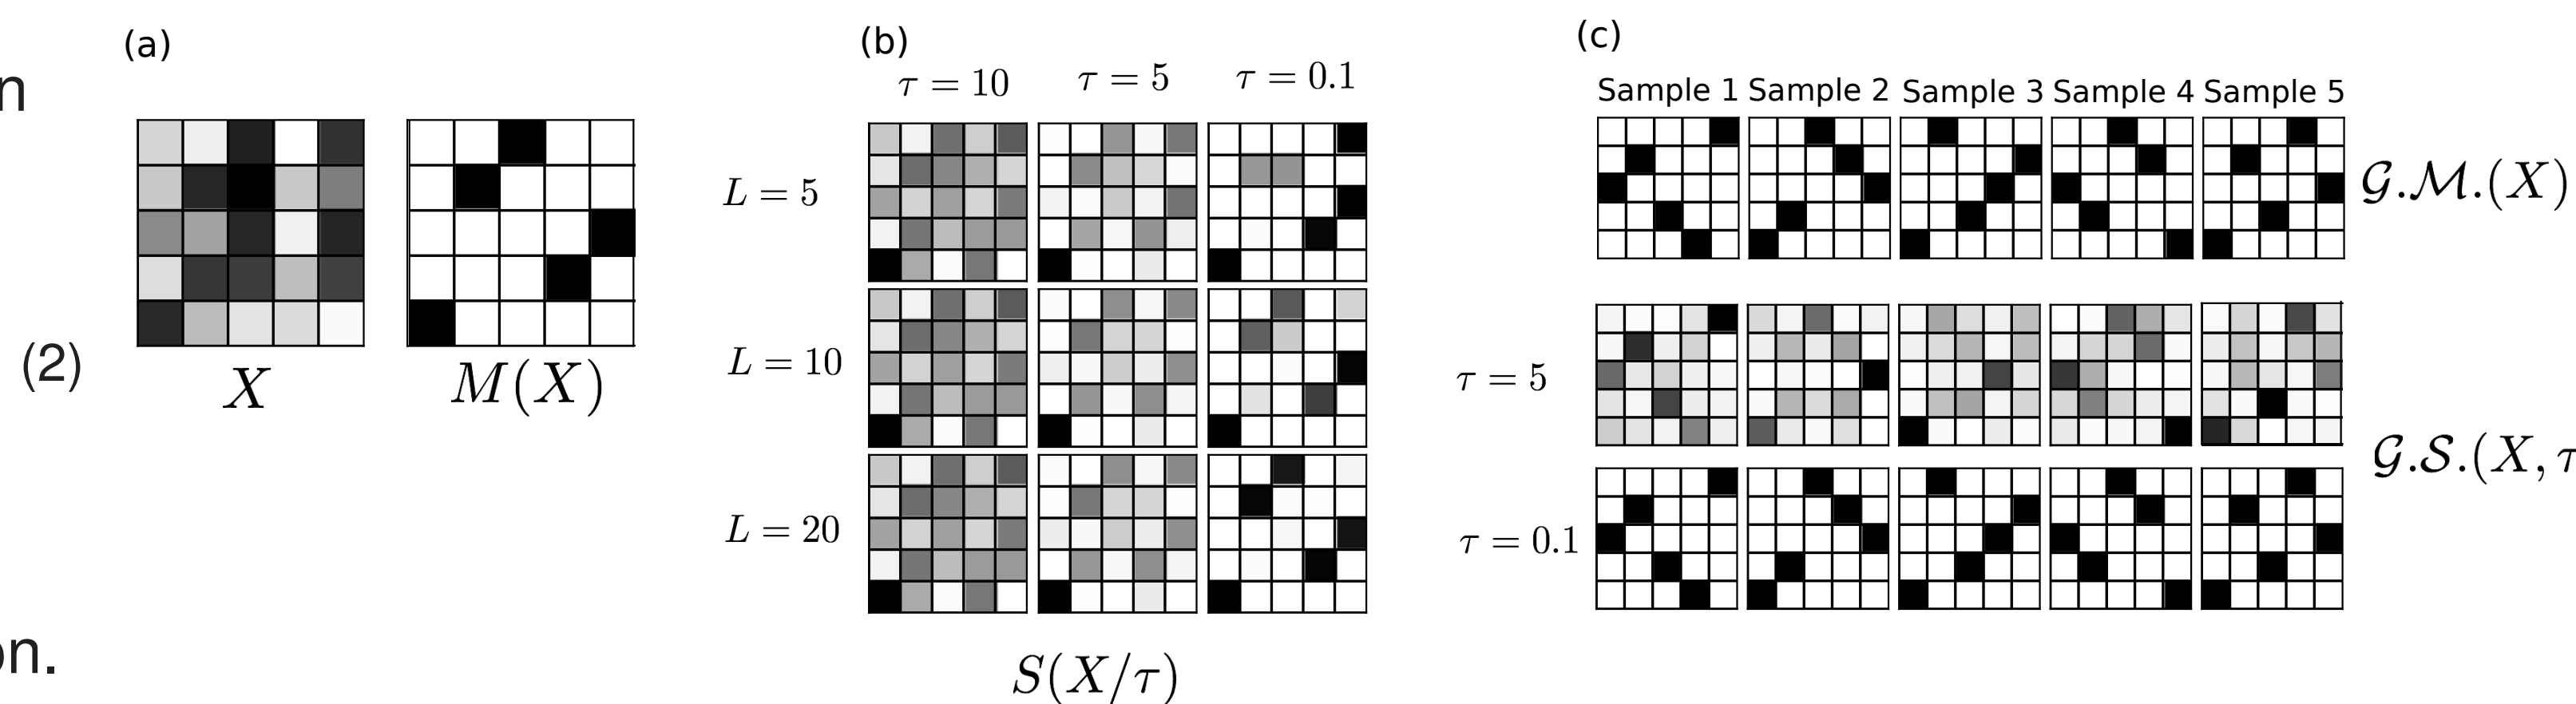 n
(2)
on.
(a)
X
M(X)
(b)
τ = 10 τ = 5 τ = 0.1
L = 5
L = 10
L = 20
S(X/τ)
(c)
Sample 1 Sample 2 Sample 3 Sample 4 Sample 5
𝒢.ℳ.(X)
τ = 5
𝒢.𝒮.(X, τ
τ = 0.1